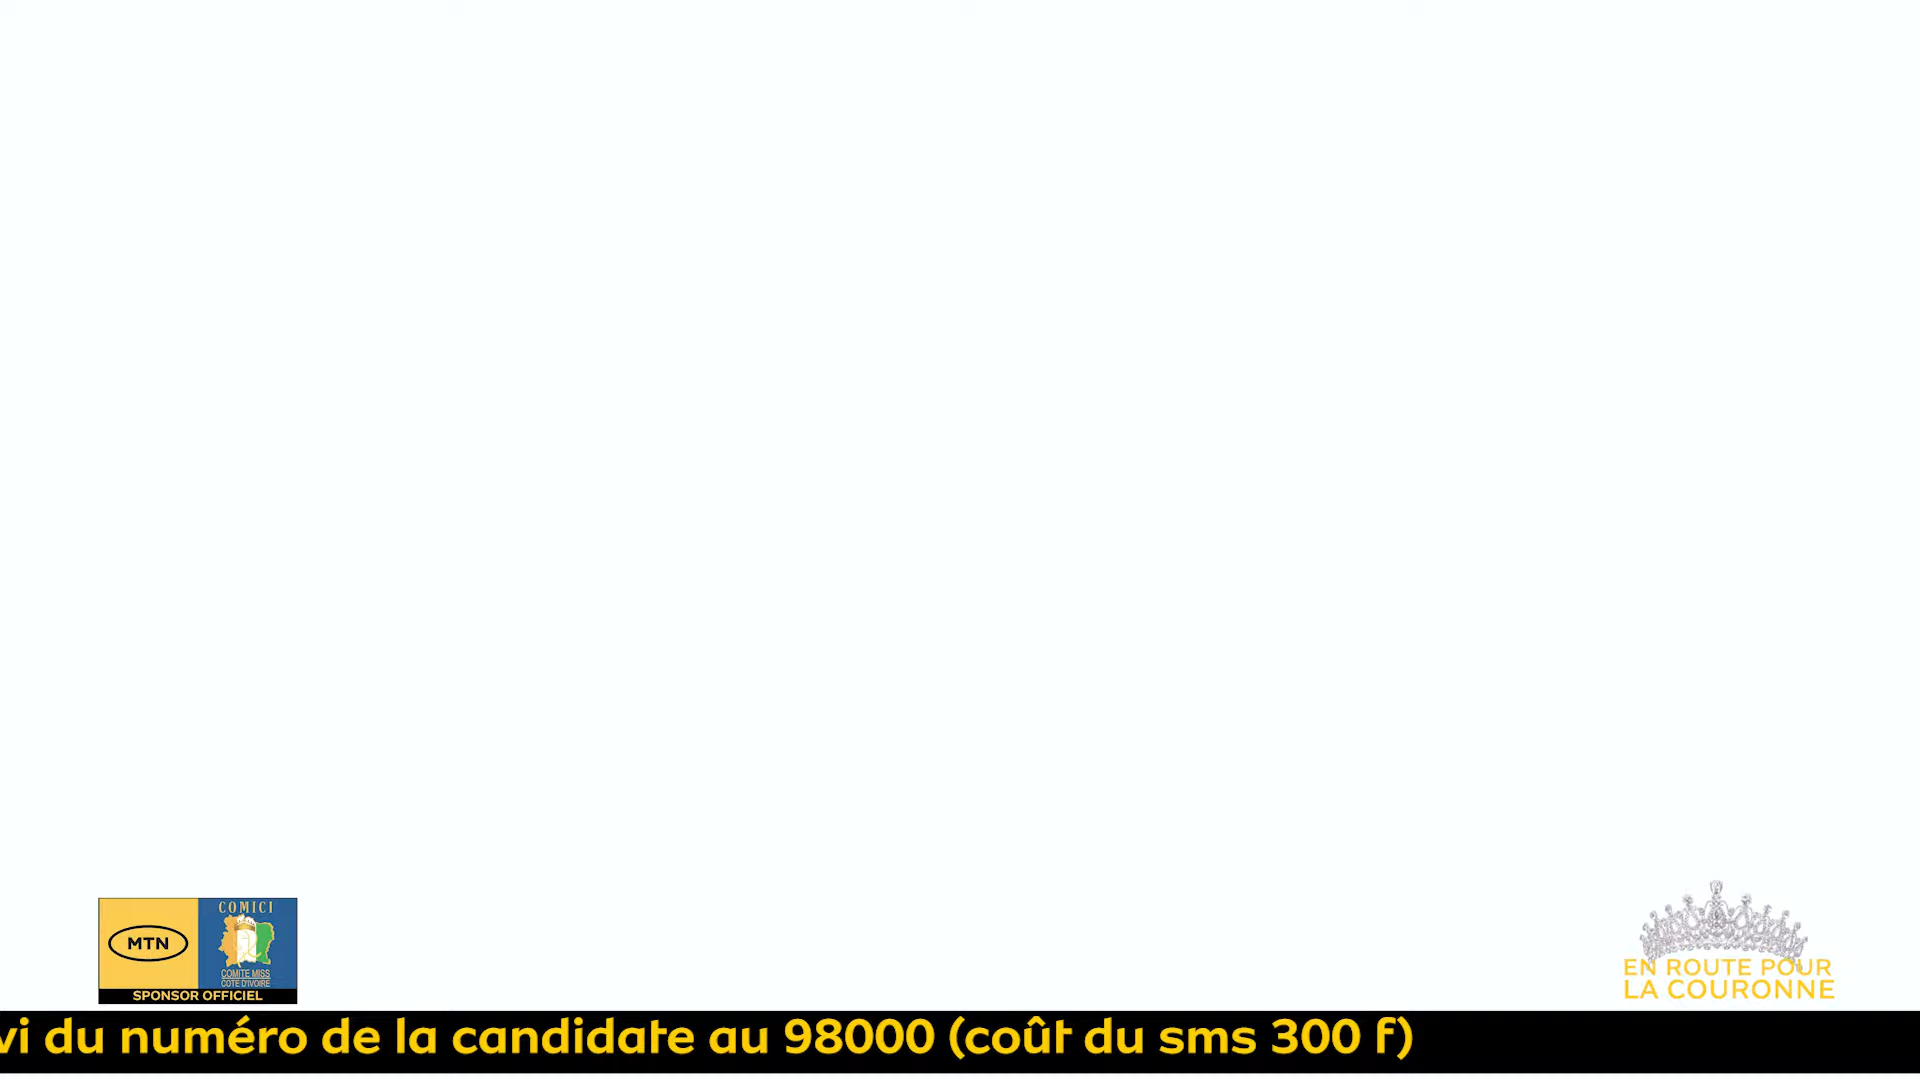 COMICI
MTN
COMITE MISS
COTE D'IVOIRE
SPONSOR OFFICIEL
EN ROUTE POUR
LA COURONNE
vi du numéro de la candidate au 98000 (coût du sms 300 f)